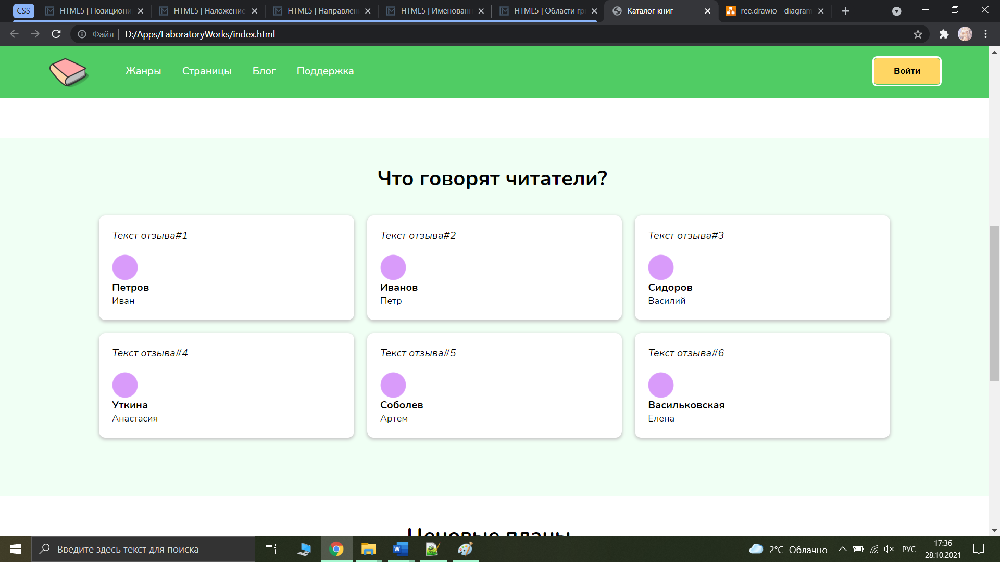 CSS
HTML5 | Позициони
HTML5 | Наложение
HTML5 | Направлен
HTML5 | Именованн
HTML5 | Области гр
Каталог книг
ree.drawio - diagram
Файл | D:/Apps/LaboratoryWorks/index.html
Жанры Страницы Блог Поддержка
Войти
Что говорят читатели?
Текст отзыва#1
Петров
Иван
Текст отзыва#2
Иванов
Петр
Текст отзыва#3
Сидоров
Василий
Текст отзыва#4
Уткина
Анастасия
Текст отзыва#5
Соболев
Артем
Текст отзыва#6
Васильковская
Елена
Ценовые планы
Введите здесь текст для поиска
2°C Облачно
РУС
17:36
28.10.2021